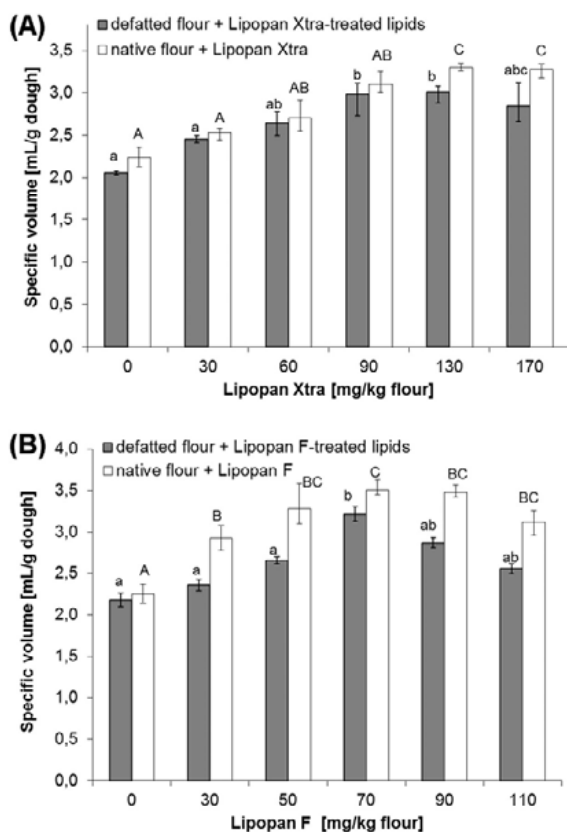 (A)
defatted flour + Lipopan Xtra-treated lipids
native flour + Lipopan Xtra
Specific volume [mL/g dough]
3,5
3,0
2,5
2,0
1,5
1,0
0,5
0,0
a A a A ab AB b AB b C abc C
0 30 60 90 130 170
Lipopan Xtra [mg/kg flour]
(B)
defatted flour + Lipopan F-treated lipids
native flour + Lipopan F
Specific volume [mL/g dough]
4,0
3,5
3,0
2,5
2,0
1,5
1,0
0,5
0,0
a A a B a BC b C ab BC ab BC
0 30 50 70 90 110
Lipopan F [mg/kg flour]